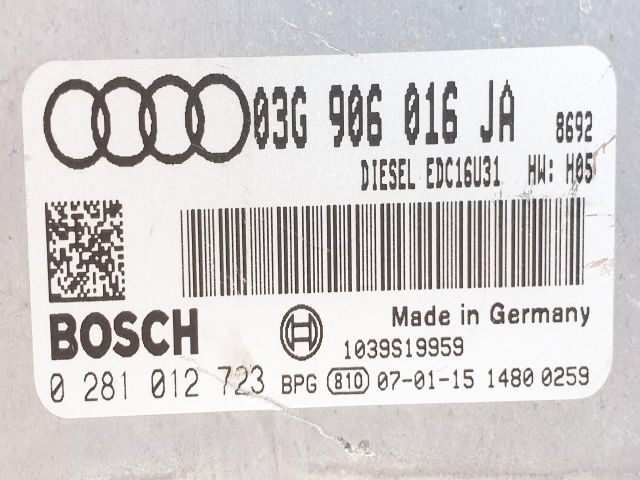 03G 906 016 JA 8692
DIESEL EDC16U31 HW: H05
BOSCH
Made in Germany
1039S19959
0 281 012 723 BPG 810 07-01-15 1480 0259